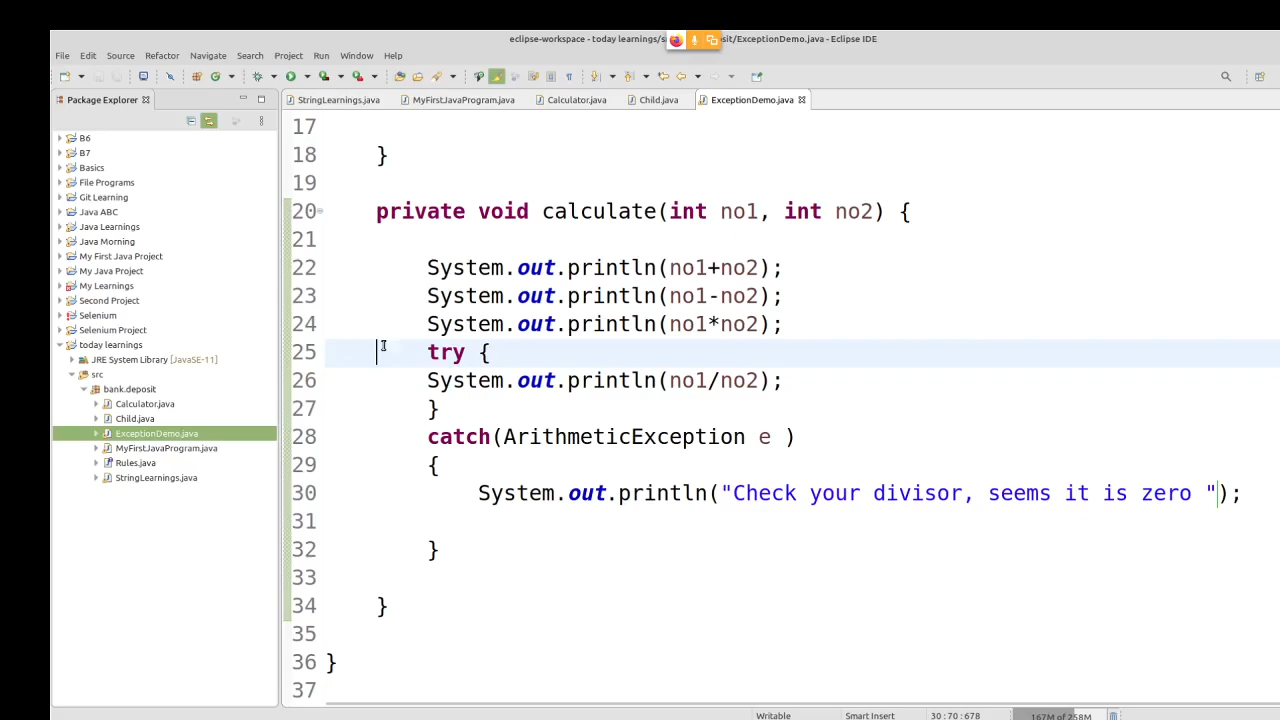 eclipse-workspace - today learnings/s sit/ExceptionDemo.java - Eclipse IDE
File Edit Source Refactor Navigate Search Project Run Window Help
Package Explorer
StringLearnings.java MyFirstJavaProgram.java Calculator.java Child.java ExceptionDemo.java
B6
B7
Basics
File Programs
Git Learning
Java ABC
Java Learnings
Java Morning
My First Java Project
My Java Project
My Learnings
Second Project
Selenium
Selenium Project
today learnings
JRE System Library [JavaSE-11]
src
bank.deposit
Calculator.java
Child.java
ExceptionDemo.java
MyFirstJavaProgram.java
Rules.java
StringLearnings.java
17
18 }
19
20 private void calculate(int no1, int no2) {
21
22 System.out.println(no1+no2);
23 System.out.println(no1-no2);
24 System.out.println(no1*no2);
25 try {
26 System.out.println(no1/no2);
27 }
28 catch(ArithmeticException e )
29 {
30 System.out.println("Check your divisor, seems it is zero ");
31
32 }
33
34 }
35
36 }
37
Writable Smart Insert 30:70:678 167M of 258M